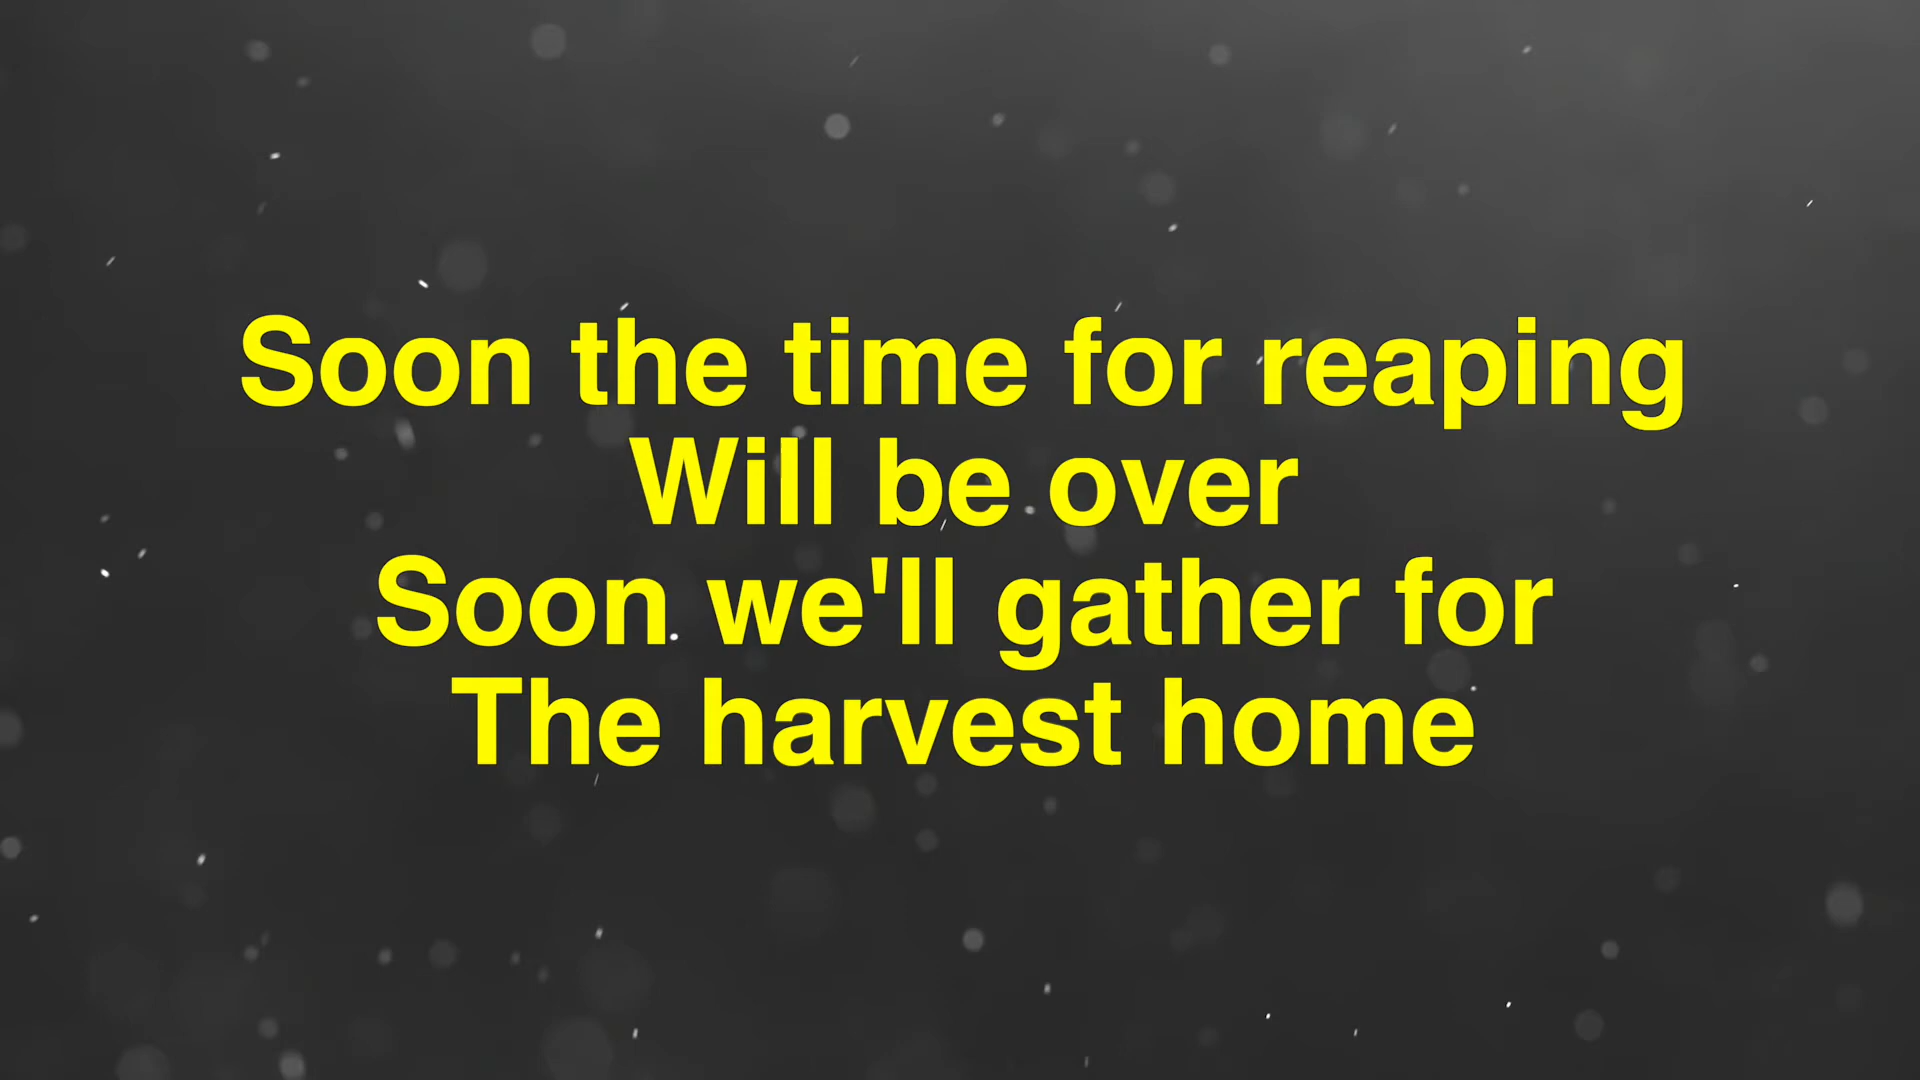 Soon the time for reaping
Will be over
Soon we'll gather for
The harvest home